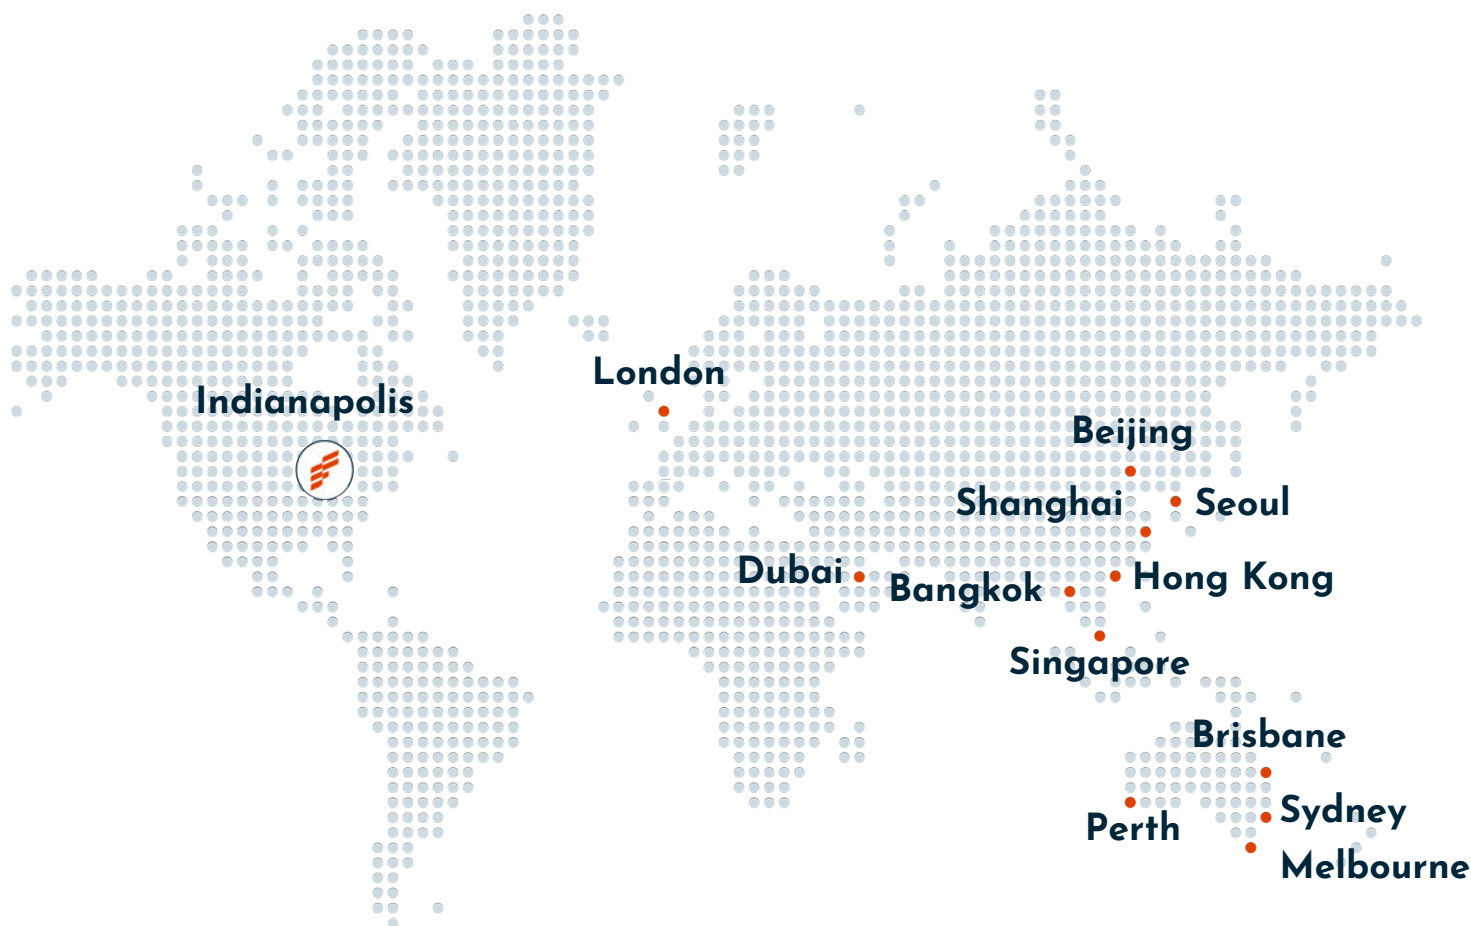 London
Indianapolis
Beijing
Shanghai
Seoul
Dubai
Bangkok
Hong Kong
Singapore
Brisbane
Sydney
Perth
Melbourne